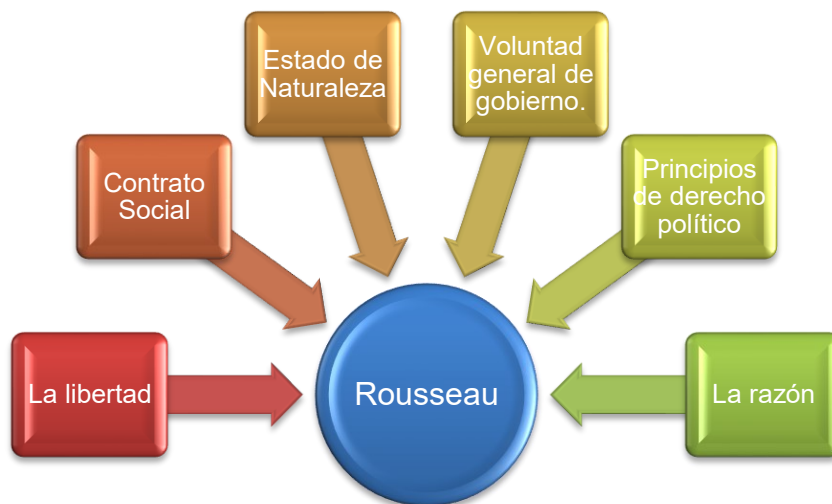 Estado de
Naturaleza
Voluntad
general de
gobierno.
Contrato
Social
Principios
de derecho
político
La libertad
Rousseau
La razón